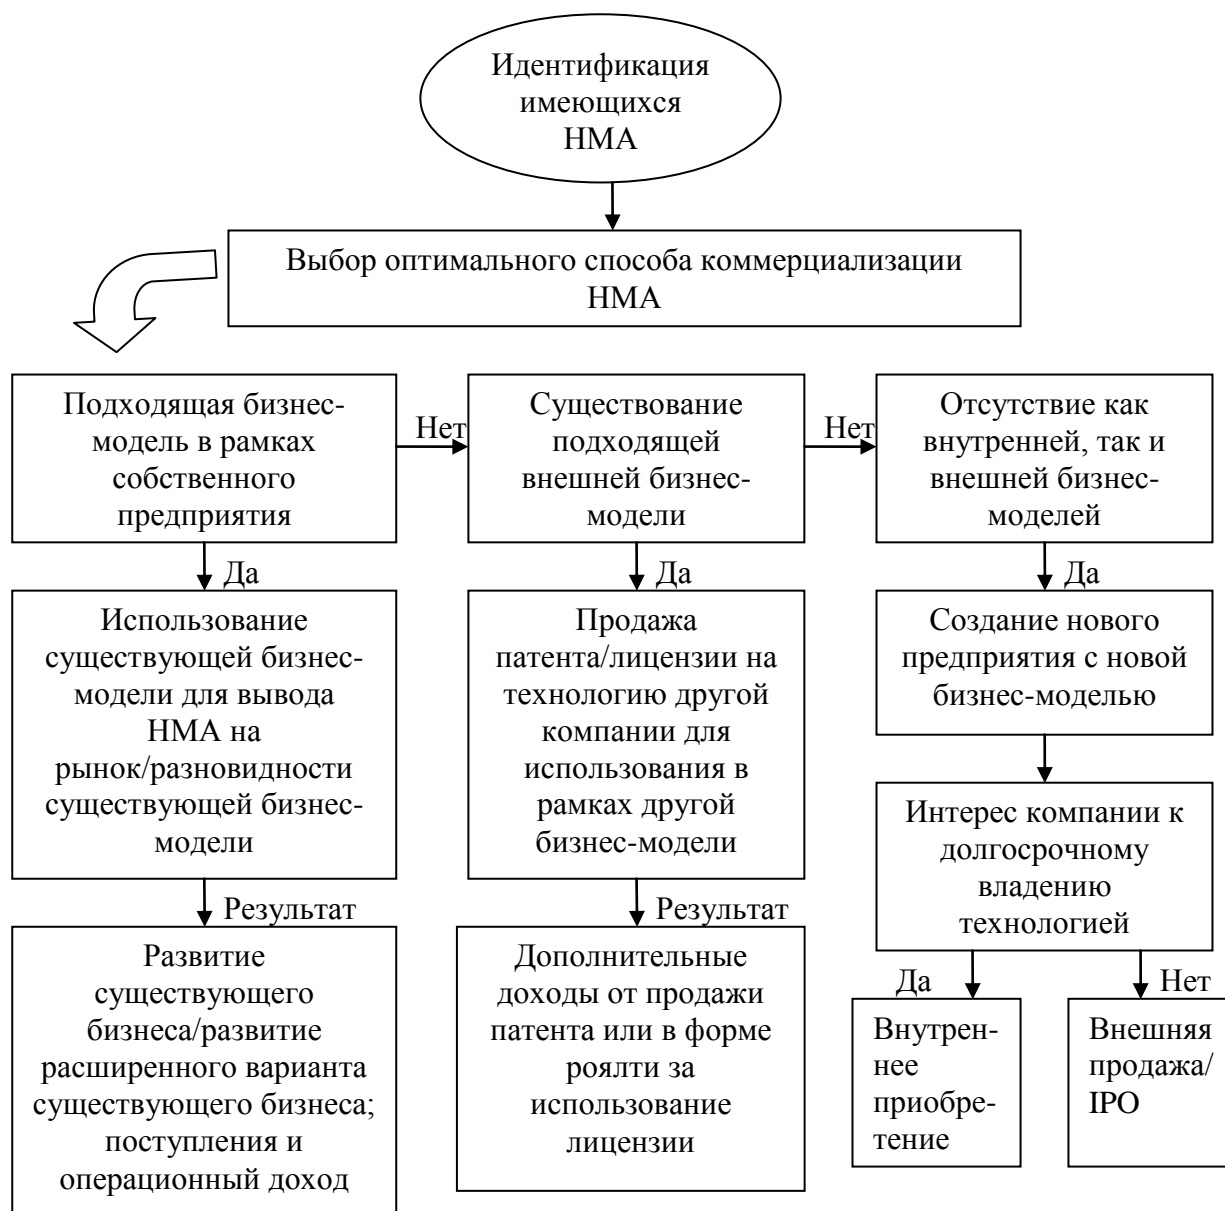 Идентификация
имеющихся
НМА
Выбор оптимального способа коммерциализации
НМА
Подходящая бизнес-
модель в рамках
собственного
предприятия
Нет
Существование
подходящей
внешней бизнес-
модели
Нет
Отсутствие как
внутренней, так и
внешней бизнес-
моделей
Да
Да
Да
Использование
существующей бизнес-
модели для вывода
НМА на
рынок/разновидности
существующей бизнес-
модели
Продажа
патента/лицензии на
технологию другой
компании для
использования в
рамках другой
бизнес-модели
Создание нового
предприятия с новой
бизнес-моделью
Интерес компании к
долгосрочному
владению
технологией
Результат
Результат
Развитие
существующего
бизнеса/развитие
расширенного варианта
существующего бизнеса;
поступления и
операционный доход
Дополнительные
доходы от продажи
патента или в форме
роялти за
использование
лицензии
Да
Нет
Внутрен-
нее
приобре-
тение
Внешняя
продажа/
IPO